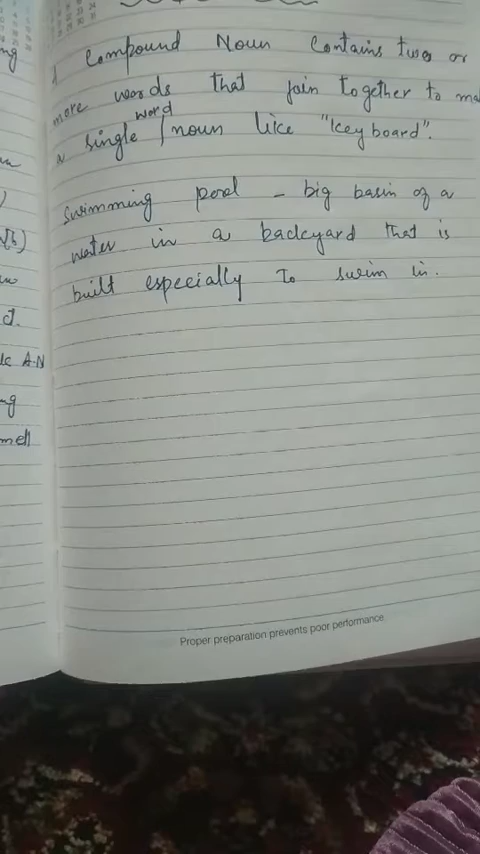 A Compound Noun Contains two or
more words that join together to
word
a single noun like "Keyboard".
Swimming pool - big basin of a
water in a backyard that is
built especially to swim in.
A-N
Proper preparation prevents poor performance